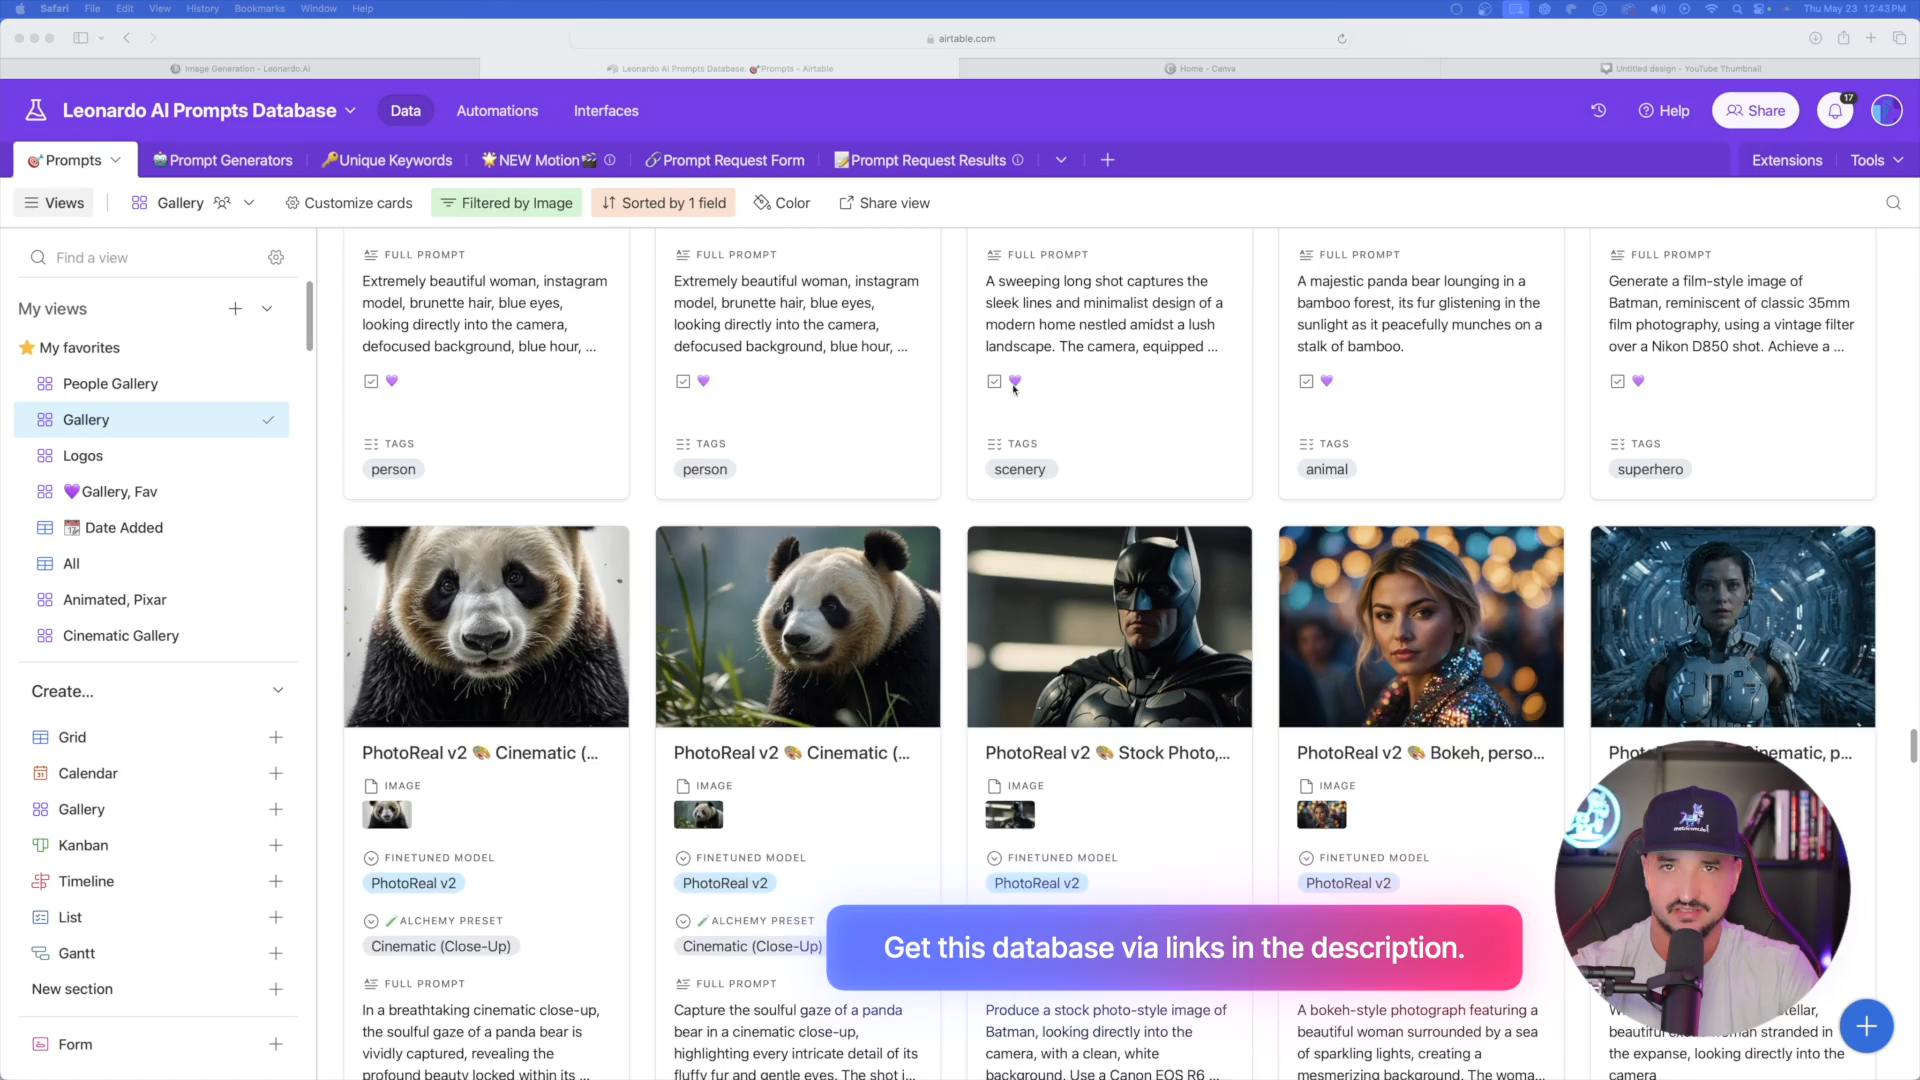 Safari File Edit View History Bookmarks Window Help
Thu May 23 12:43 PM
airtable.com
Image Generation - Leonardo.Ai
Leonardo AI Prompts Database: 🎯Prompts - Airtable
Home - Canva
Untitled design - YouTube Thumbnail
Leonardo AI Prompts Database
Data
Automations
Interfaces
Help
Share
17
🎯Prompts
🤖Prompt Generators
🔑Unique Keywords
🌟NEW Motion🎬
🔗Prompt Request Form
📝Prompt Request Results
Extensions
Tools
Views
Gallery
Customize cards
Filtered by Image
Sorted by 1 field
Color
Share view
Find a view
My views
⭐ My favorites
People Gallery
Gallery
Logos
💜Gallery, Fav
📆 Date Added
All
Animated, Pixar
Cinematic Gallery
Create...
Grid
Calendar
Gallery
Kanban
Timeline
List
Gantt
New section
Form
FULL PROMPT
Extremely beautiful woman, instagram
model, brunette hair, blue eyes,
looking directly into the camera,
defocused background, blue hour, ...
💜
TAGS
person
FULL PROMPT
Extremely beautiful woman, instagram
model, brunette hair, blue eyes,
looking directly into the camera,
defocused background, blue hour, ...
💜
TAGS
person
FULL PROMPT
A sweeping long shot captures the
sleek lines and minimalist design of a
modern home nestled amidst a lush
landscape. The camera, equipped ...
💜
TAGS
scenery
FULL PROMPT
A majestic panda bear lounging in a
bamboo forest, its fur glistening in the
sunlight as it peacefully munches on a
stalk of bamboo.
💜
TAGS
animal
FULL PROMPT
Generate a film-style image of
Batman, reminiscent of classic 35mm
film photography, using a vintage filter
over a Nikon D850 shot. Achieve a ...
💜
TAGS
superhero
PhotoReal v2 🎨 Cinematic (...
IMAGE
FINETUNED MODEL
PhotoReal v2
🧪ALCHEMY PRESET
Cinematic (Close-Up)
FULL PROMPT
In a breathtaking cinematic close-up,
the soulful gaze of a panda bear is
vividly captured, revealing the
profound beauty locked within its ...
PhotoReal v2 🎨 Cinematic (...
IMAGE
FINETUNED MODEL
PhotoReal v2
🧪ALCHEMY PRESET
Cinematic (Close-Up)
FULL PROMPT
Capture the soulful gaze of a panda
bear in a cinematic close-up,
highlighting every intricate detail of its
fluffy fur and gentle eyes. The shot i...
PhotoReal v2 🎨 Stock Photo,...
IMAGE
FINETUNED MODEL
PhotoReal v2
Produce a stock photo-style image of
Batman, looking directly into the
camera, with a clean, white
background. Use a Canon EOS R6 ...
PhotoReal v2 🎨 Bokeh, perso...
IMAGE
FINETUNED MODEL
PhotoReal v2
A bokeh-style photograph featuring a
beautiful woman surrounded by a sea
of sparkling lights, creating a
mesmerizing background. The woma...
inematic, p...
beautiful
an stranded in
the expanse, looking directly into the
camera
Get this database via links in the description.